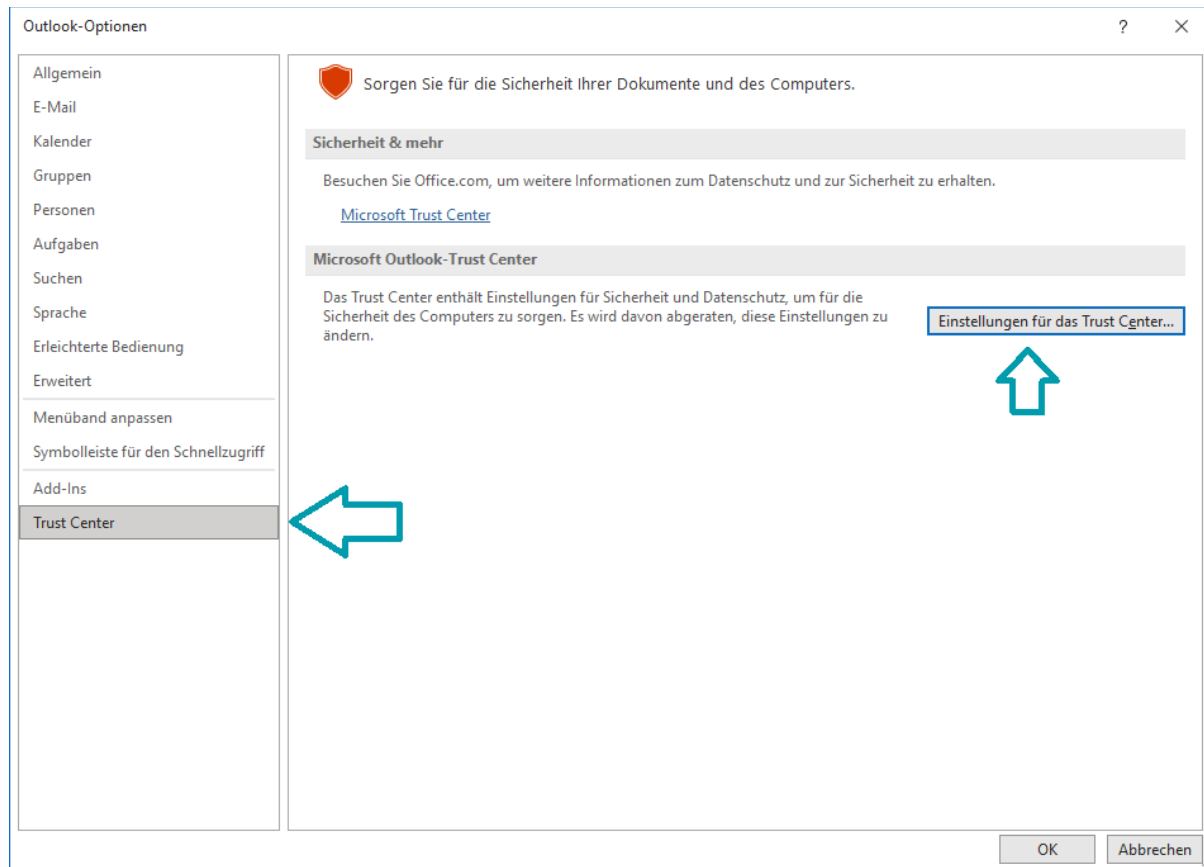 Outlook-Optionen
?
Allgemein
E-Mail
Kalender
Gruppen
Personen
Aufgaben
Suchen
Sprache
Erleichterte Bedienung
Erweitert
Menüband anpassen
Symbolleiste für den Schnellzugriff
Add-Ins
Trust Center
Sorgen Sie für die Sicherheit Ihrer Dokumente und des Computers.
Sicherheit & mehr
Besuchen Sie Office.com, um weitere Informationen zum Datenschutz und zur Sicherheit zu erhalten.
Microsoft Trust Center
Microsoft Outlook-Trust Center
Das Trust Center enthält Einstellungen für Sicherheit und Datenschutz, um für die
Sicherheit des Computers zu sorgen. Es wird davon abgeraten, diese Einstellungen zu
ändern.
Einstellungen für das Trust Center...
OK
Abbrechen